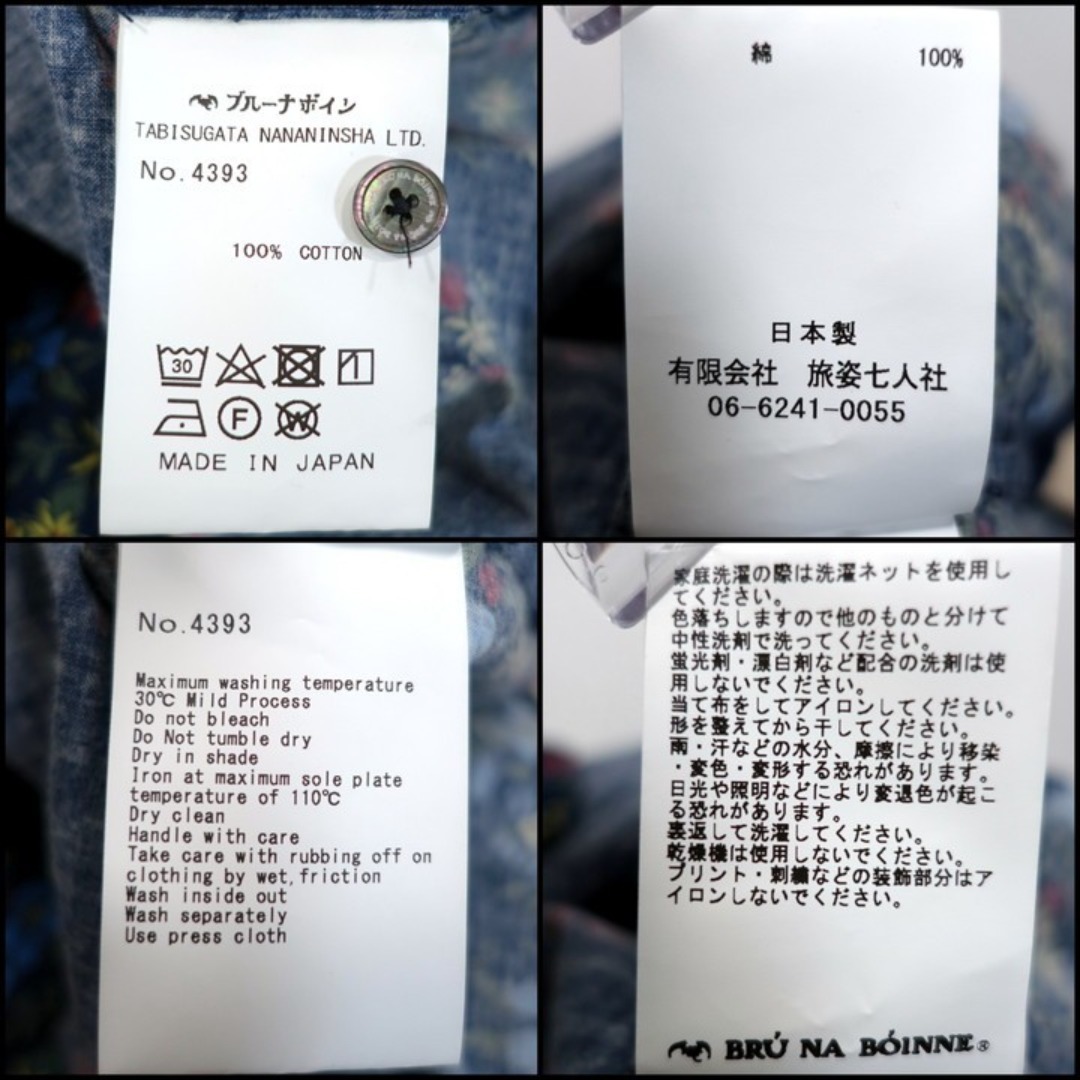 ブルーナボイン
TABISUGATA NANANINSHA LTD.
No.4393
100% COTTON
30
F
W
MADE IN JAPAN
綿 100%
日本製
有限会社 旅姿七人社
06-6241-0055
No.4393
Maximum washing temperature
30℃ Mild Process
Do not bleach
Do Not tumble dry
Dry in shade
Iron at maximum sole plate
temperature of 110℃
Dry clean
Handle with care
Take care with rubbing off on
clothing by wet,friction
Wash inside out
Wash separately
Use press cloth
家庭洗濯の際は洗濯ネットを使用し
てください。
色落ちしますので他のものと分けて
中性洗剤で洗ってください。
蛍光剤・漂白剤など配合の洗剤は使
用しないでください。
当て布をしてアイロンしてください。
形を整えてから干してください。
雨・汗などの水分、摩擦により移染
・変色・変形する恐れがあります。
日光や照明などにより変退色が起こ
る恐れがあります。
裏返して洗濯してください。
乾燥機は使用しないでください。
プリント・刺繍などの装飾部分はア
イロンしないでください。
BRÚ NA BÓINNE®